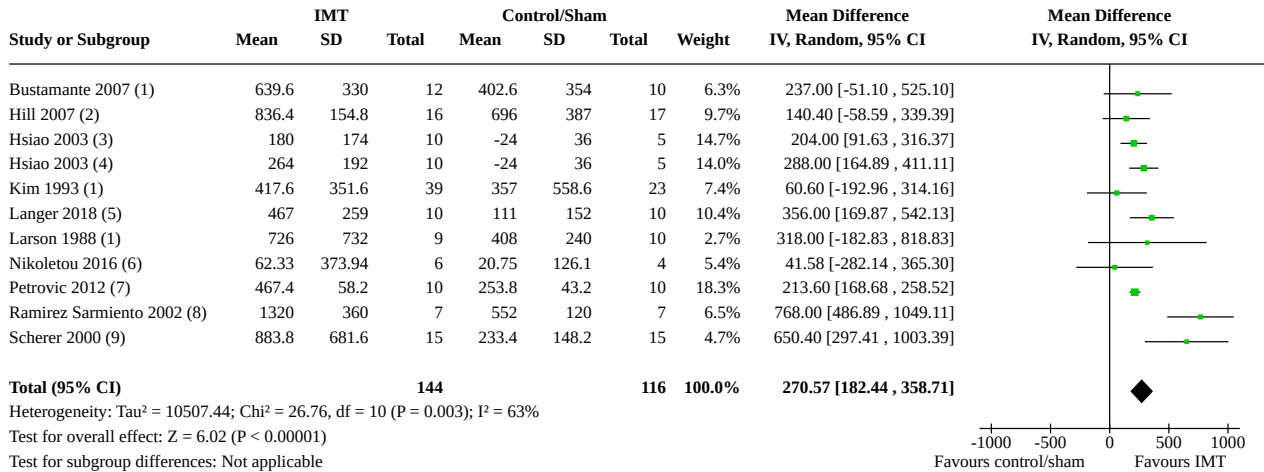 IMT Control/Sham Mean Difference Mean Difference
Study or Subgroup Mean SD Total Mean SD Total Weight IV, Random, 95% CI IV, Random, 95% CI
Bustamante 2007 (1) 639.6 330 12 402.6 354 10 6.3% 237.00 [-51.10 , 525.10]
Hill 2007 (2) 836.4 154.8 16 696 387 17 9.7% 140.40 [-58.59 , 339.39]
Hsiao 2003 (3) 180 174 10 -24 36 5 14.7% 204.00 [91.63 , 316.37]
Hsiao 2003 (4) 264 192 10 -24 36 5 14.0% 288.00 [164.89 , 411.11]
Kim 1993 (1) 417.6 351.6 39 357 558.6 23 7.4% 60.60 [-192.96 , 314.16]
Langer 2018 (5) 467 259 10 111 152 10 10.4% 356.00 [169.87 , 542.13]
Larson 1988 (1) 726 732 9 408 240 10 2.7% 318.00 [-182.83 , 818.83]
Nikoletou 2016 (6) 62.33 373.94 6 20.75 126.1 4 5.4% 41.58 [-282.14 , 365.30]
Petrovic 2012 (7) 467.4 58.2 10 253.8 43.2 10 18.3% 213.60 [168.68 , 258.52]
Ramirez Sarmiento 2002 (8) 1320 360 7 552 120 7 6.5% 768.00 [486.89 , 1049.11]
Scherer 2000 (9) 883.8 681.6 15 233.4 148.2 15 4.7% 650.40 [297.41 , 1003.39]
Total (95% CI) 144 116 100.0% 270.57 [182.44 , 358.71]
Heterogeneity: Tau² = 10507.44; Chi² = 26.76, df = 10 (P = 0.003); I² = 63%
Test for overall effect: Z = 6.02 (P < 0.00001)
Test for subgroup differences: Not applicable
-1000 -500 0 500 1000
Favours control/sham Favours IMT